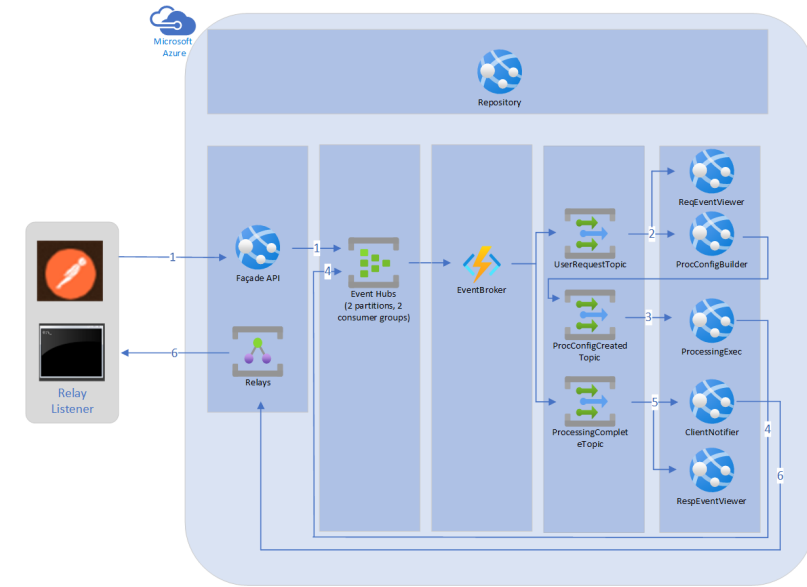 Microsoft
Azure
Repository
ReqEventViewer
1
Façade API
1
4
Event Hubs
(2 partitions, 2
consumer groups)
EventBroker
UserRequestTopic
2
ProcConfigBuilder
ProcConfigCreated
Topic
3
ProcessingExec
6
Relays
Relay
Listener
ProcessingComplet
eTopic
5
ClientNotifier
4
6
RespEventViewer